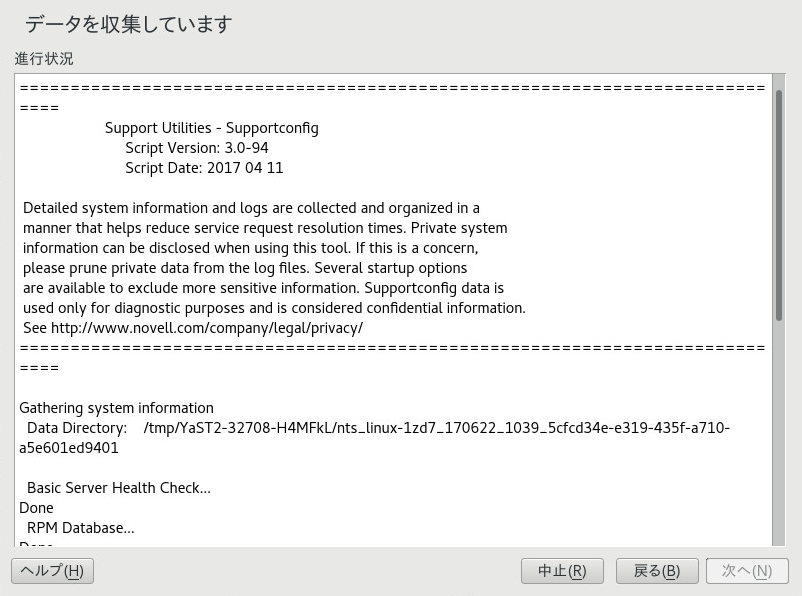 データを収集しています
進行状況
=========================================================================
====
Support Utilities - Supportconfig
Script Version: 3.0-94
Script Date: 2017 04 11
Detailed system information and logs are collected and organized in a
manner that helps reduce service request resolution times. Private system
information can be disclosed when using this tool. If this is a concern,
please prune private data from the log files. Several startup options
are available to exclude more sensitive information. Supportconfig data is
used only for diagnostic purposes and is considered confidential information.
See http://www.novell.com/company/legal/privacy/
=========================================================================
====
Gathering system information
Data Directory: /tmp/YaST2-32708-H4MFkL/nts_linux-1zd7_170622_1039_5cfcd34e-e319-435f-a710-
a5e601ed9401
Basic Server Health Check...
Done
RPM Database...
Done
ヘルプ(H) 中止(R) 戻る(B) 次へ(N)